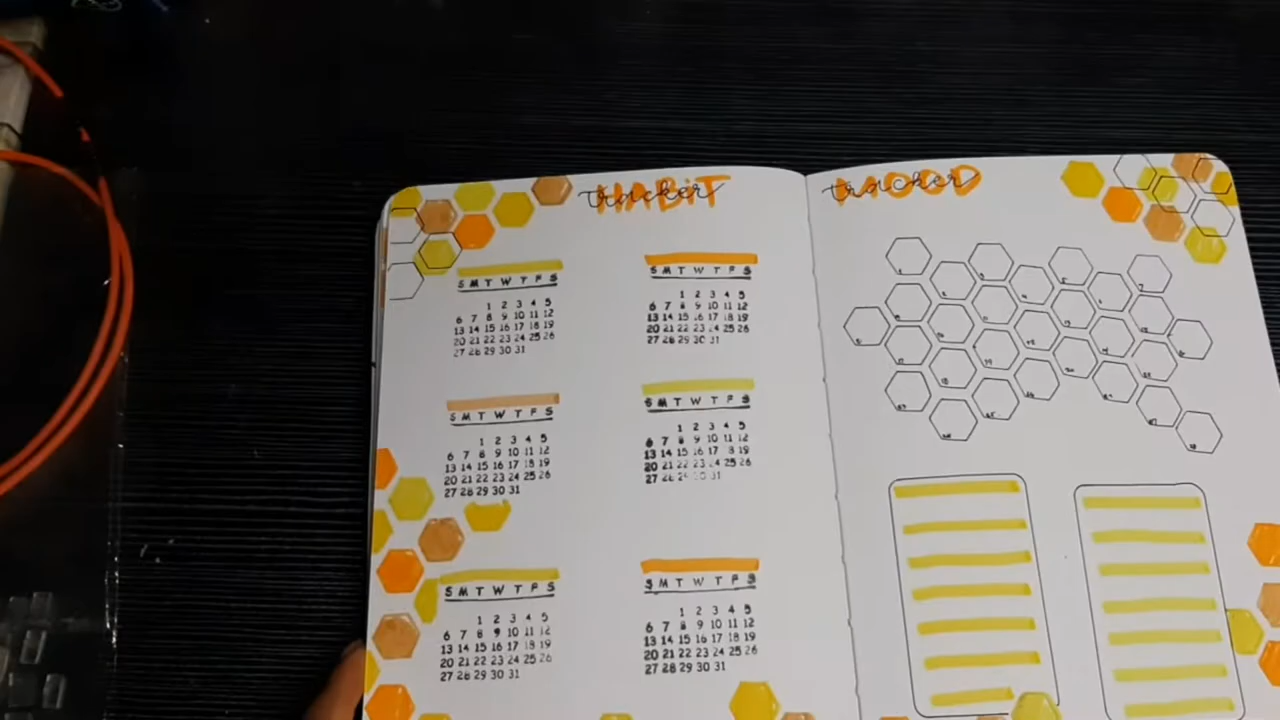 HABiT
tracker
S M T W T F S
1 2 3 4 5
6 7 8 9 10 11 12
13 14 15 16 17 18 19
20 21 22 23 24 25 26
27 28 29 30 31
S M T W T F S
1 2 3 4 5
6 7 8 9 10 11 12
13 14 15 16 17 18 19
20 21 22 23 24 25 26
27 28 29 30 31
S M T W T F S
1 2 3 4 5
6 7 8 9 10 11 12
13 14 15 16 17 18 19
20 21 22 23 24 25 26
27 28 29 30 31
S M T W T F S
1 2 3 4 5
6 7 8 9 10 11 12
13 14 15 16 17 8 19
20 21 22 23 24 25 26
27 31
S M T W T F S
1 2 3 4 5
6 7 8 9 10 11 12
13 14 15 16 17 18 19
20 21 22 23 24 25 26
27 28 29 30 31
S M T W T F S
1 2 3 4 5
6 7 8 9 10 11 12
13 14 15 16 17 18 19
20 21 22 23 24 25 26
27 28 29 30 31
MOOD
tracker